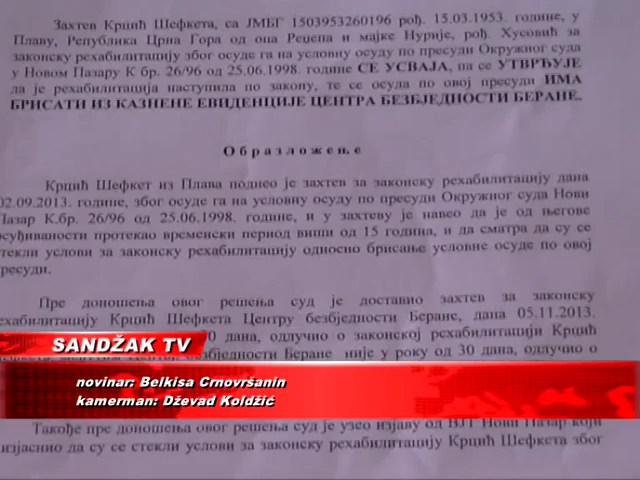 Захтев Крцић Шефкета, са ЈМБГ 1503953260196 рођ. 15.03.1953. године, у
Плаву, Република Црна Гора од оца Реџепа и мајке Нурије, рођ. Хусовић за
законску рехабилитацију због осуде га на условну осуду по пресуди Окружног суда
у Новом Пазару К бр. 26/96 од 25.06.1998. године СЕ УСВАЈА, па се УТВРЂУЈЕ
да је рехабилитација наступила по закону, те се осуда по овој пресуди ИМА
БРИСАТИ ИЗ КАЗНЕНЕ ЕВИДЕНЦИЈЕ ЦЕНТРА БЕЗБЈЕДНОСТИ БЕРАНЕ.
О б р а з л о ж е њ е
Крцић Шефкет из Плава поднео је захтев за законску рехабилитацију дана
02.09.2013. године, због осуде га на условну осуду по пресуди Окружног суда Нови
Пазар К.бр. 26/96 од 25.06.1998. године, и у захтеву је навео да је од његове
осуђиваности протекао временски период виши од 15 година, и да сматра да су се
стекли услови за законску рехабилитацију односно брисање условне осуде по овој
пресуди.
Пре доношења овог решења суд је доставио захтев за законску
рехабилитацију Крцић Шефкета Центру безбједности Беране, дана 05.11.2013.
дана, одлучио о законској рехабилитацији Крцић
безбједности Беране није у року од 30 дана, одлучио о
SANDŽAK TV
novinar: Belkisa Crnovršanin
kamerman: Dževad Koldžić
Такође пре доношења овог решења суд је узео изјаву од ВЈТ Нови Пазар који
изјаснио да су се стекли услови за законску рехабилитацију Крцић Шефкета због